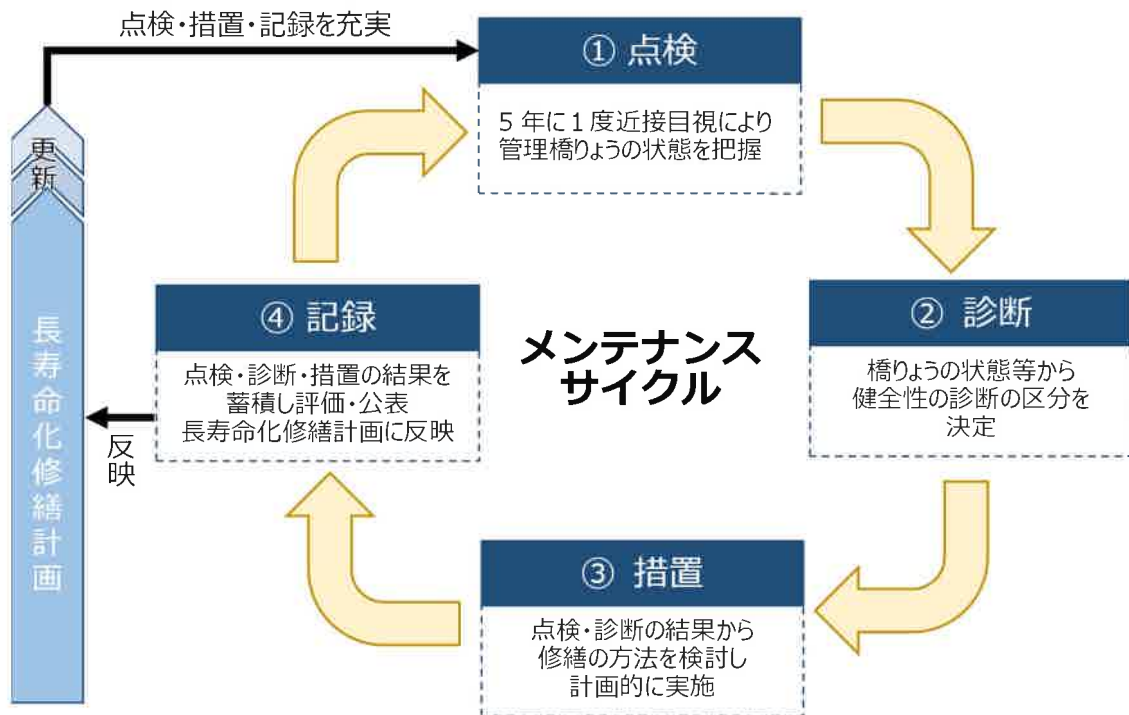 点検・措置・記録を充実
① 点検
5年に1度近接目視により
管理橋りょうの状態を把握
② 診断
橋りょうの状態等から
健全性の診断の区分を
決定
③ 措置
点検・診断の結果から
修繕の方法を検討し
計画的に実施
④ 記録
点検・診断・措置の結果を
蓄積し評価・公表
長寿命化修繕計画に反映
メンテナンス
サイクル
反映
更新
長寿命化修繕計画